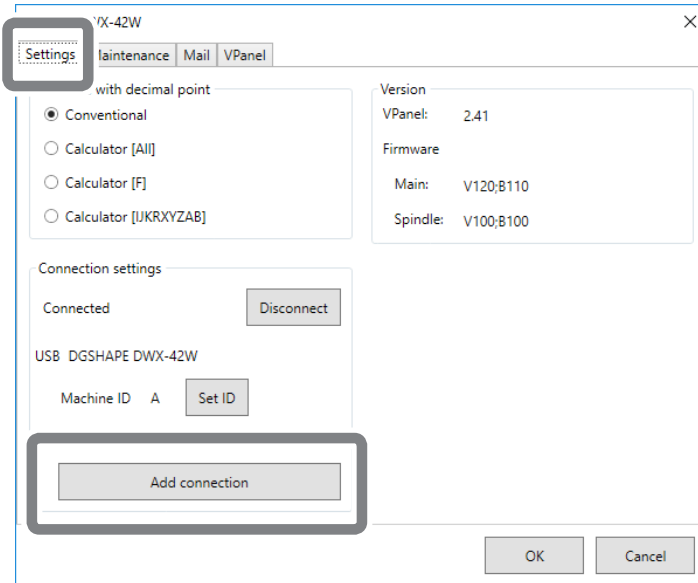 VX-42W
Settings Maintenance Mail VPanel
with decimal point
Conventional
Calculator [All]
Calculator [F]
Calculator [IJKRXYZAB]
Version
VPanel: 2.41
Firmware
Main: V120;B110
Spindle: V100;B100
Connection settings
Connected Disconnect
USB DGSHAPE DWX-42W
Machine ID A Set ID
Add connection
OK Cancel